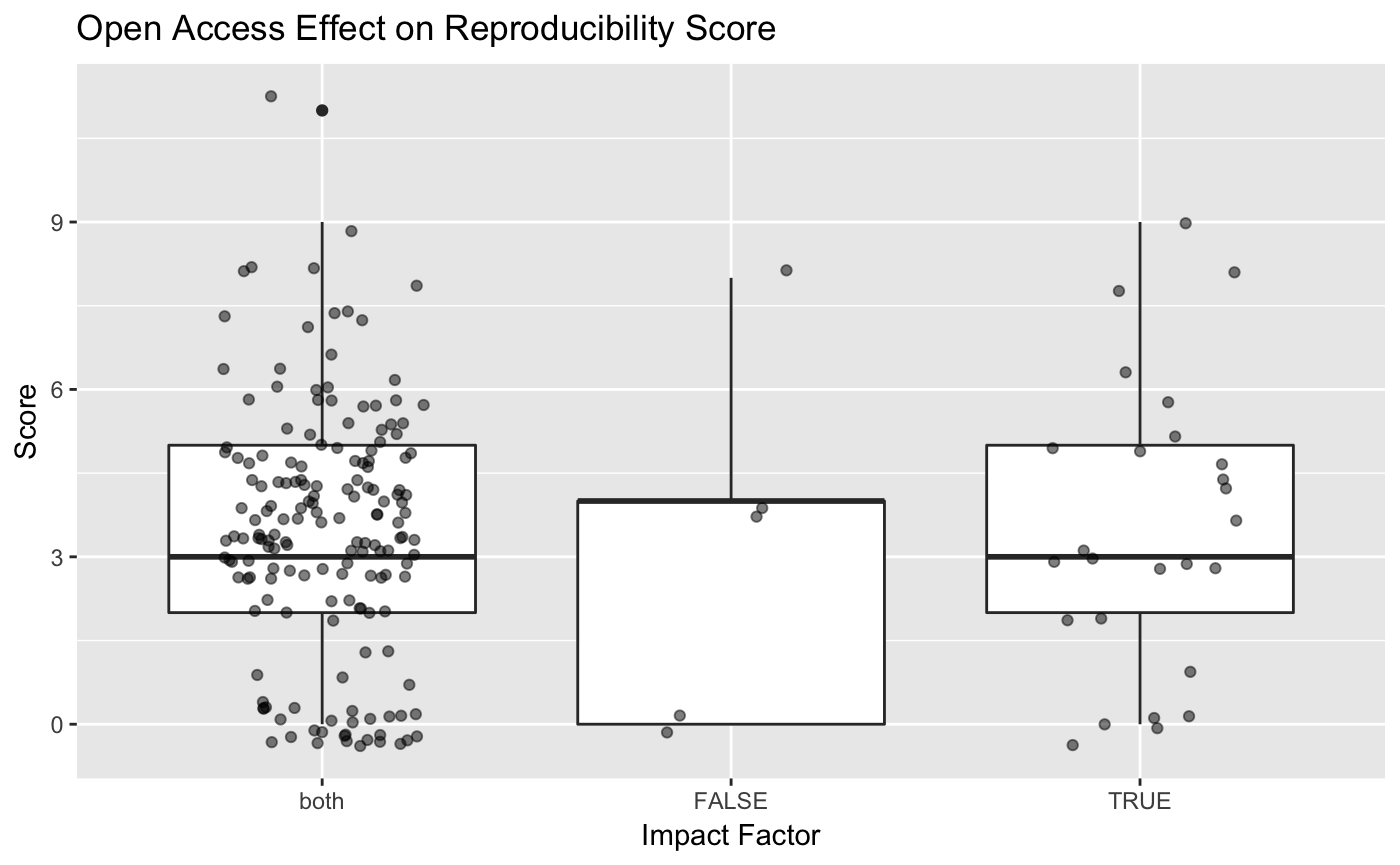 Open Access Effect on Reproducibility Score
Score
9
6
3
0
both FALSE TRUE
Impact Factor